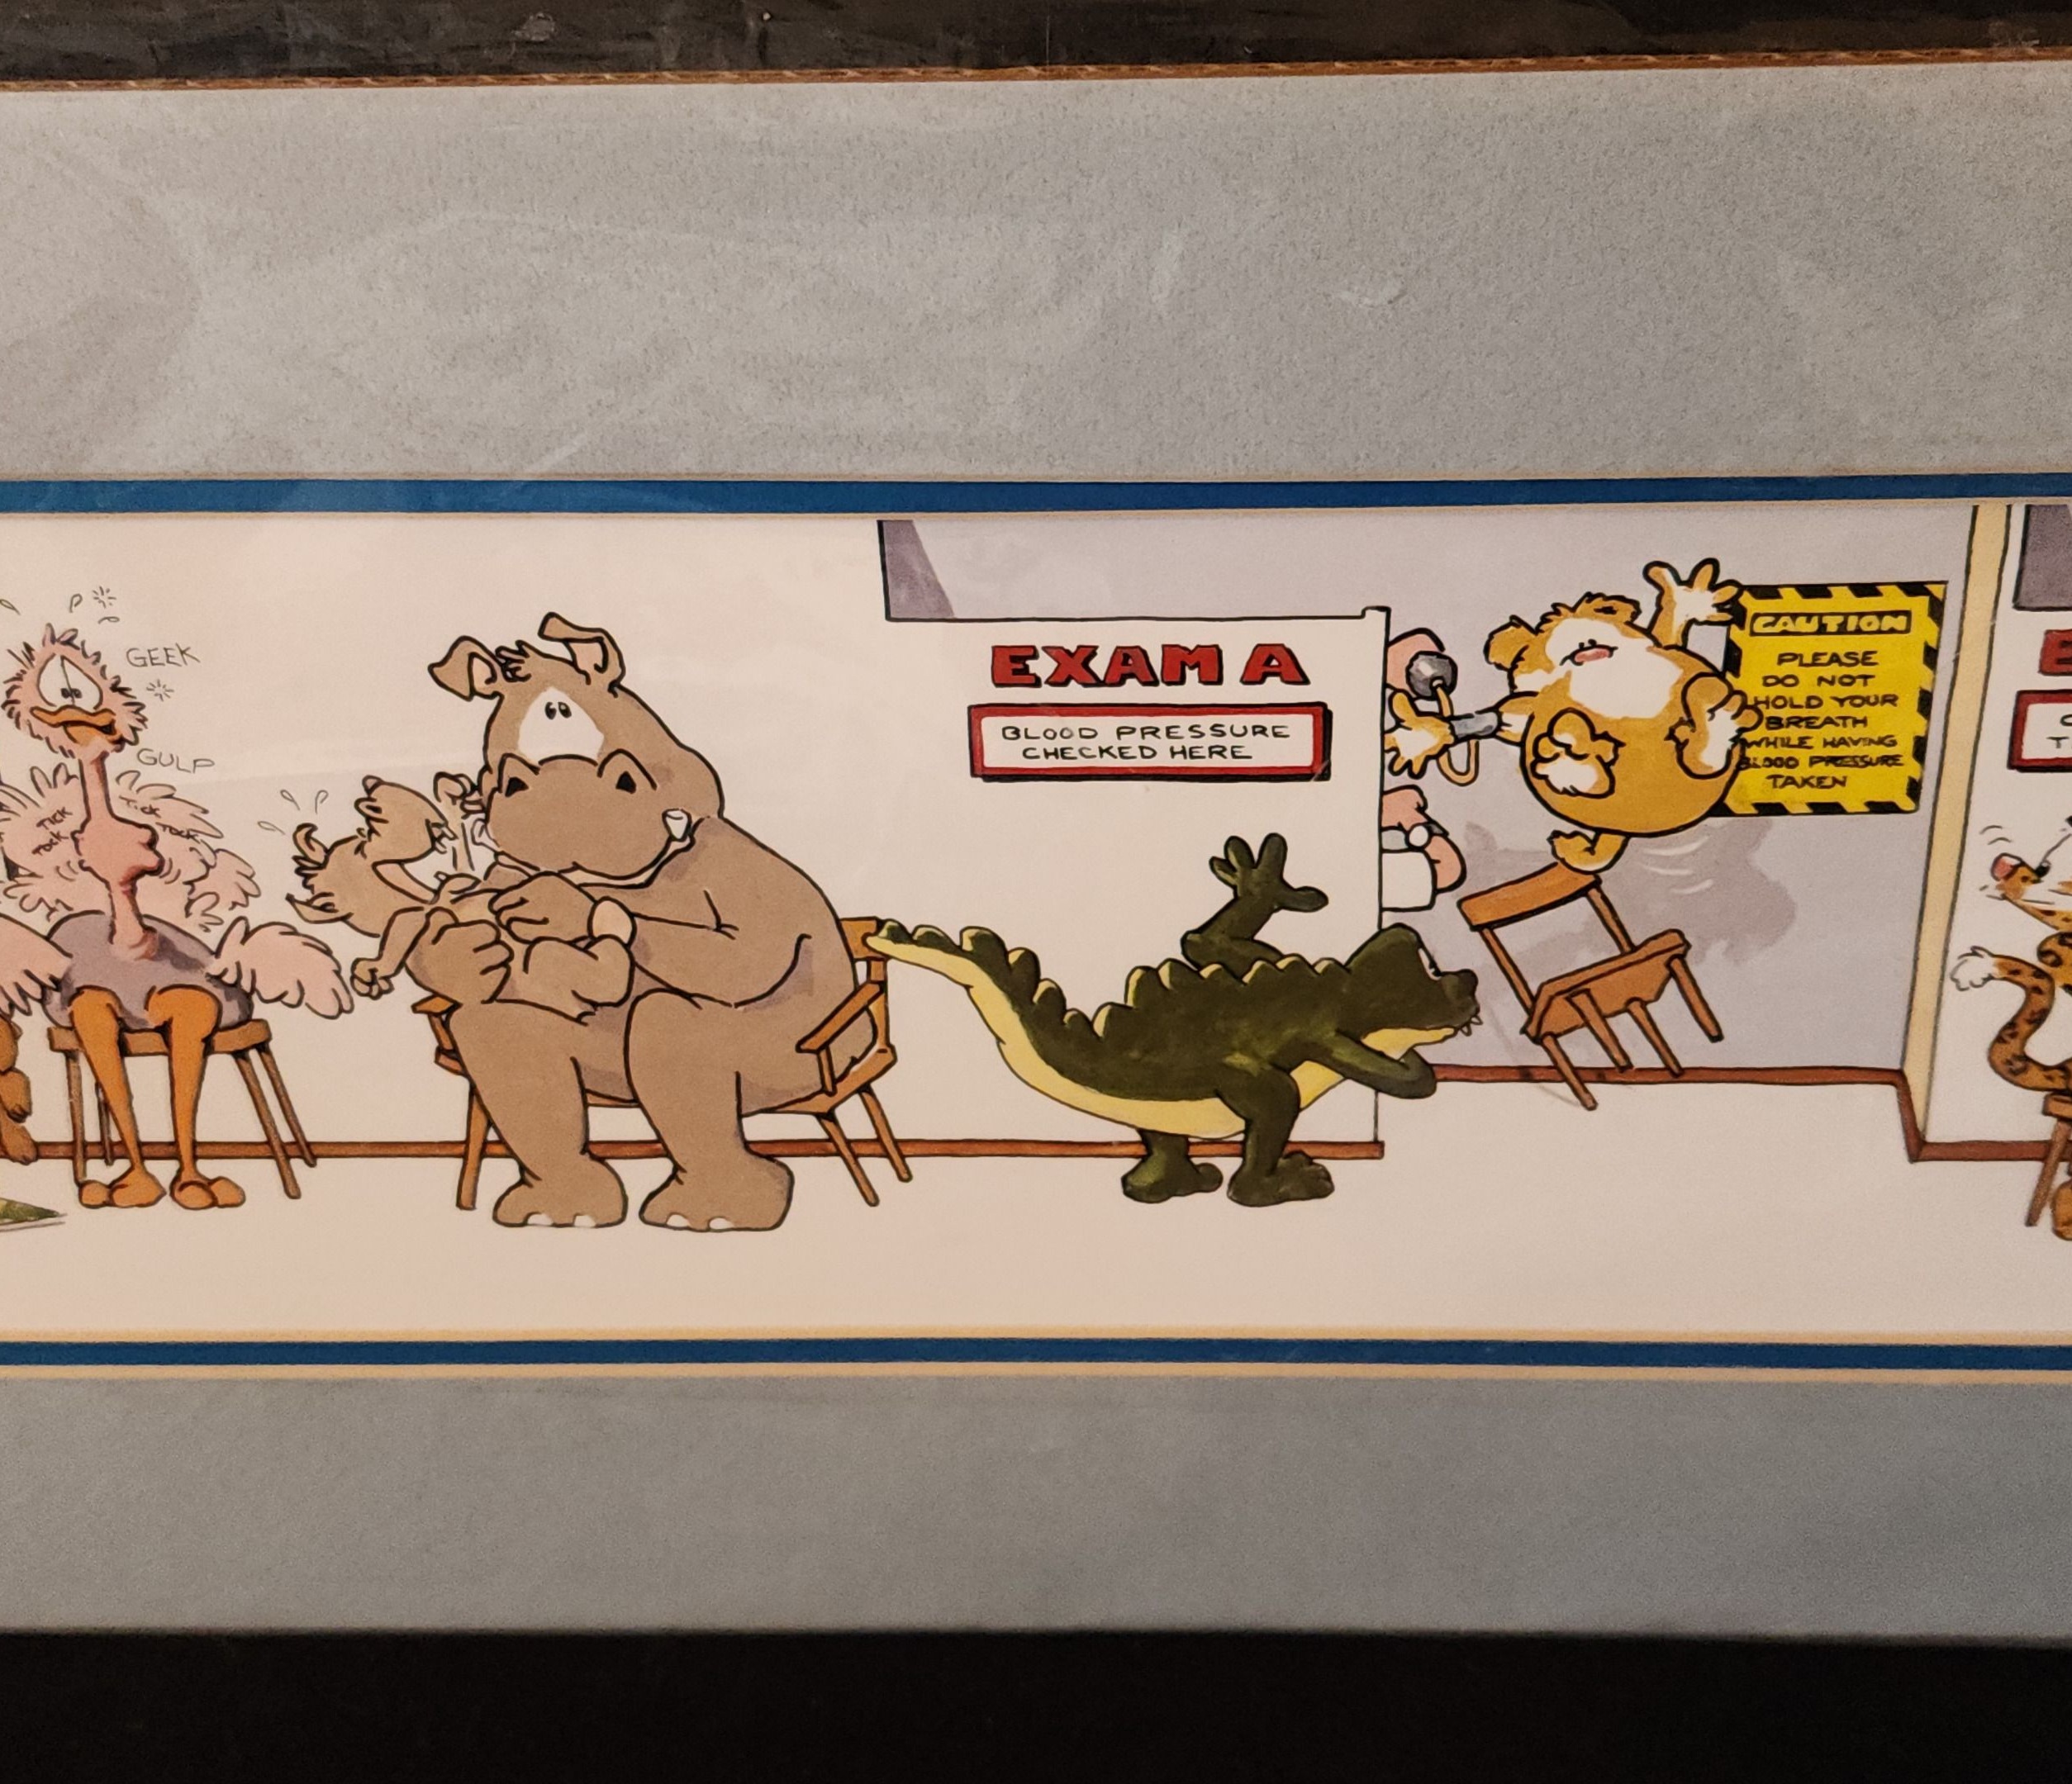 GEEK
GULP
TICK
TOCK
TICK
TOCK
EXAM A
BLOOD PRESSURE
CHECKED HERE
CAUTION
PLEASE
DO NOT
HOLD YOUR
BREATH
WHILE HAVING
BLOOD PRESSURE
TAKEN